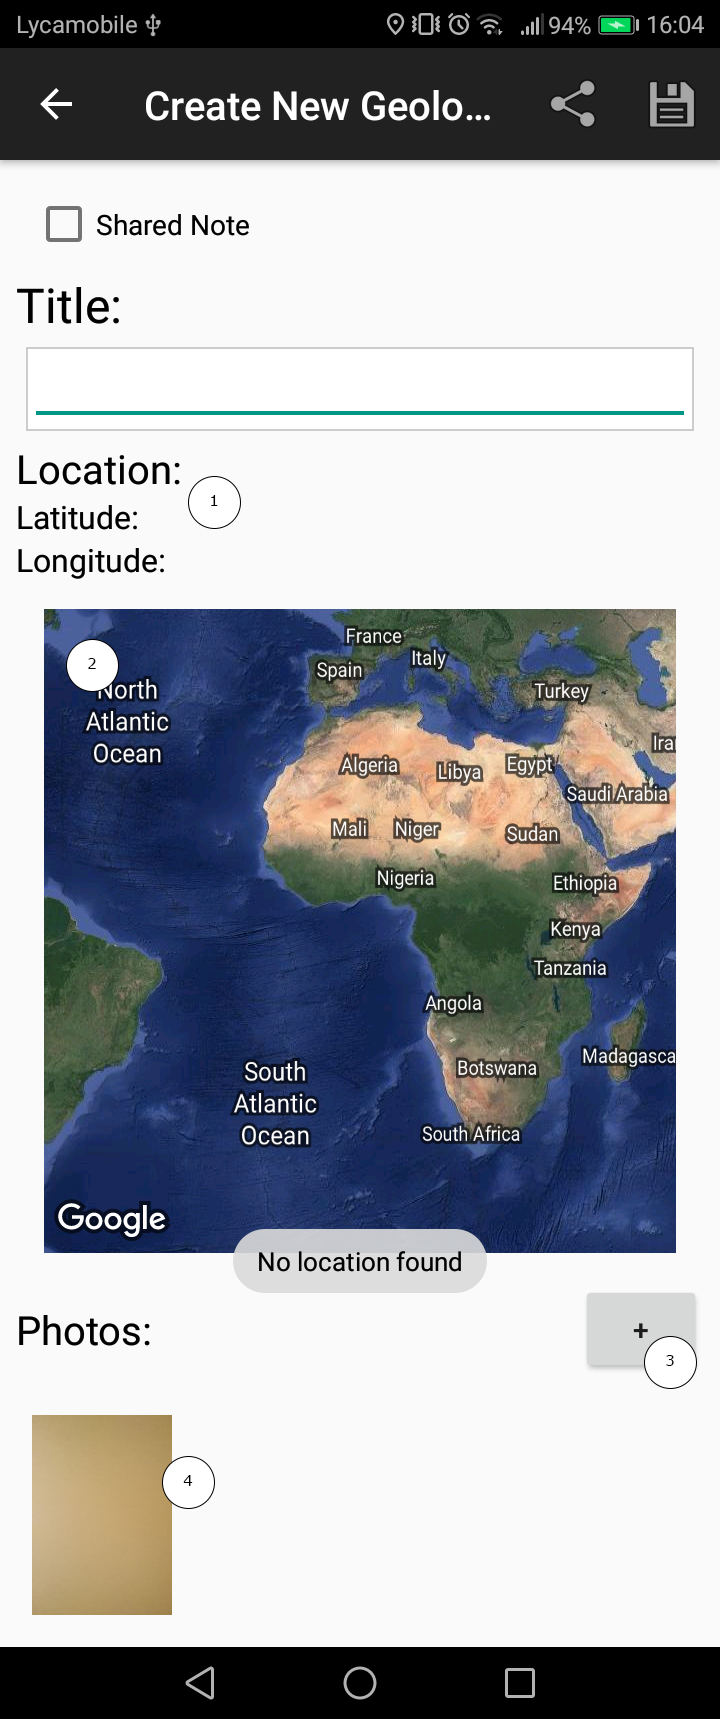 Lycamobile 94% 16:04
Create New Geolo...
Shared Note
Title:
Location:
1
Latitude:
Longitude:
France
Italy
2
Spain
North
Atlantic
Ocean
Turkey
Ira
Algeria
Libya
Egypt
Saudi Arabia
Mali
Niger
Sudan
Nigeria
Ethiopia
Kenya
Tanzania
Angola
Madagasca
Botswana
South
Atlantic
Ocean
South Africa
Google
No location found
Photos:
+
3
4